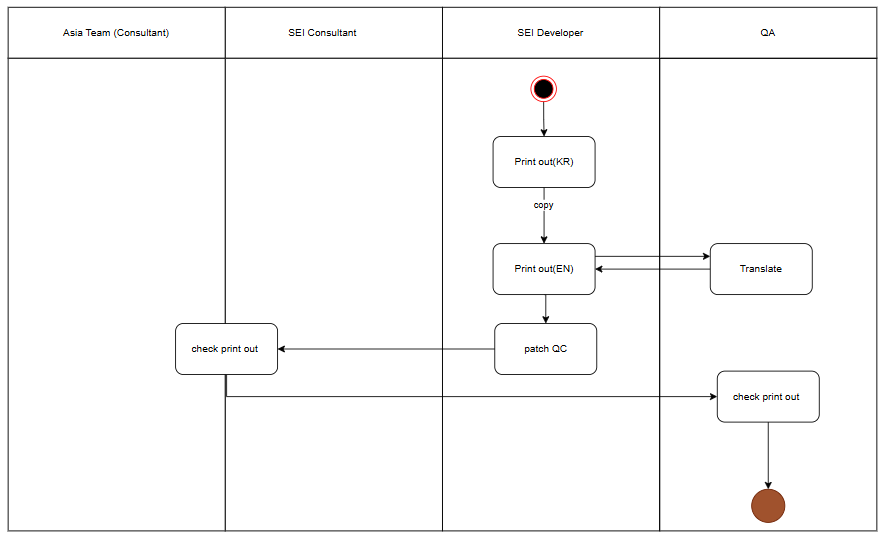 Asia Team (Consultant)
SEI Consultant
SEI Developer
QA
Print out(KR)
copy
Print out(EN)
Translate
check print out
patch QC
check print out